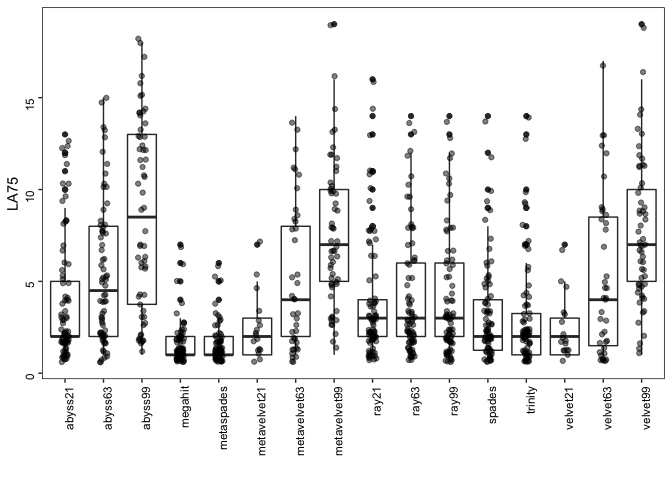 LA75
15
10
5
0
abyss21
abyss63
abyss99
megahit
metaspades
metavelvet21
metavelvet63
metavelvet99
ray21
ray63
ray99
spades
trinity
velvet21
velvet63
velvet99